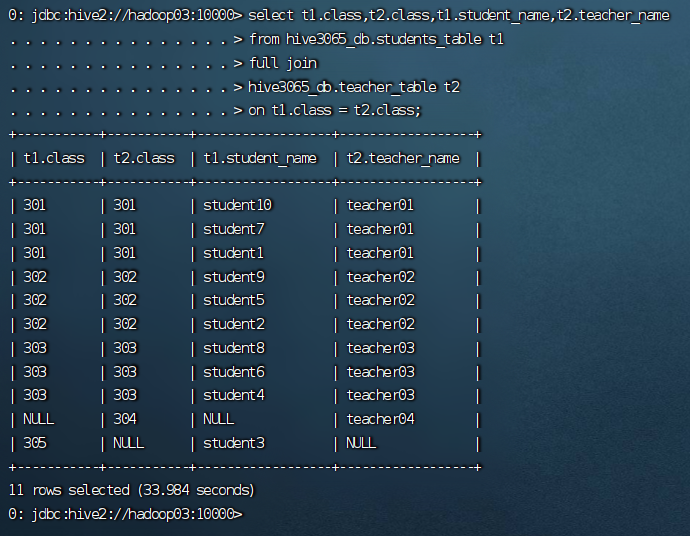 0: jdbc:hive2://hadoop03:10000> select t1.class,t2.class,t1.student_name,t2.teacher_name
. . . . . . . . . . . . . . . > from hive3065_db.students_table t1
. . . . . . . . . . . . . . . > full join
. . . . . . . . . . . . . . . > hive3065_db.teacher_table t2
. . . . . . . . . . . . . . . > on t1.class = t2.class;
+-----------+-----------+------------------+------------------+
| t1.class  | t2.class  | t1.student_name  | t2.teacher_name  |
+-----------+-----------+------------------+------------------+
| 301       | 301       | student10        | teacher01        |
| 301       | 301       | student7         | teacher01        |
| 301       | 301       | student1         | teacher01        |
| 302       | 302       | student9         | teacher02        |
| 302       | 302       | student5         | teacher02        |
| 302       | 302       | student2         | teacher02        |
| 303       | 303       | student8         | teacher03        |
| 303       | 303       | student6         | teacher03        |
| 303       | 303       | student4         | teacher03        |
| NULL      | 304       | NULL             | teacher04        |
| 305       | NULL      | student3         | NULL             |
+-----------+-----------+------------------+------------------+
11 rows selected (33.984 seconds)
0: jdbc:hive2://hadoop03:10000>